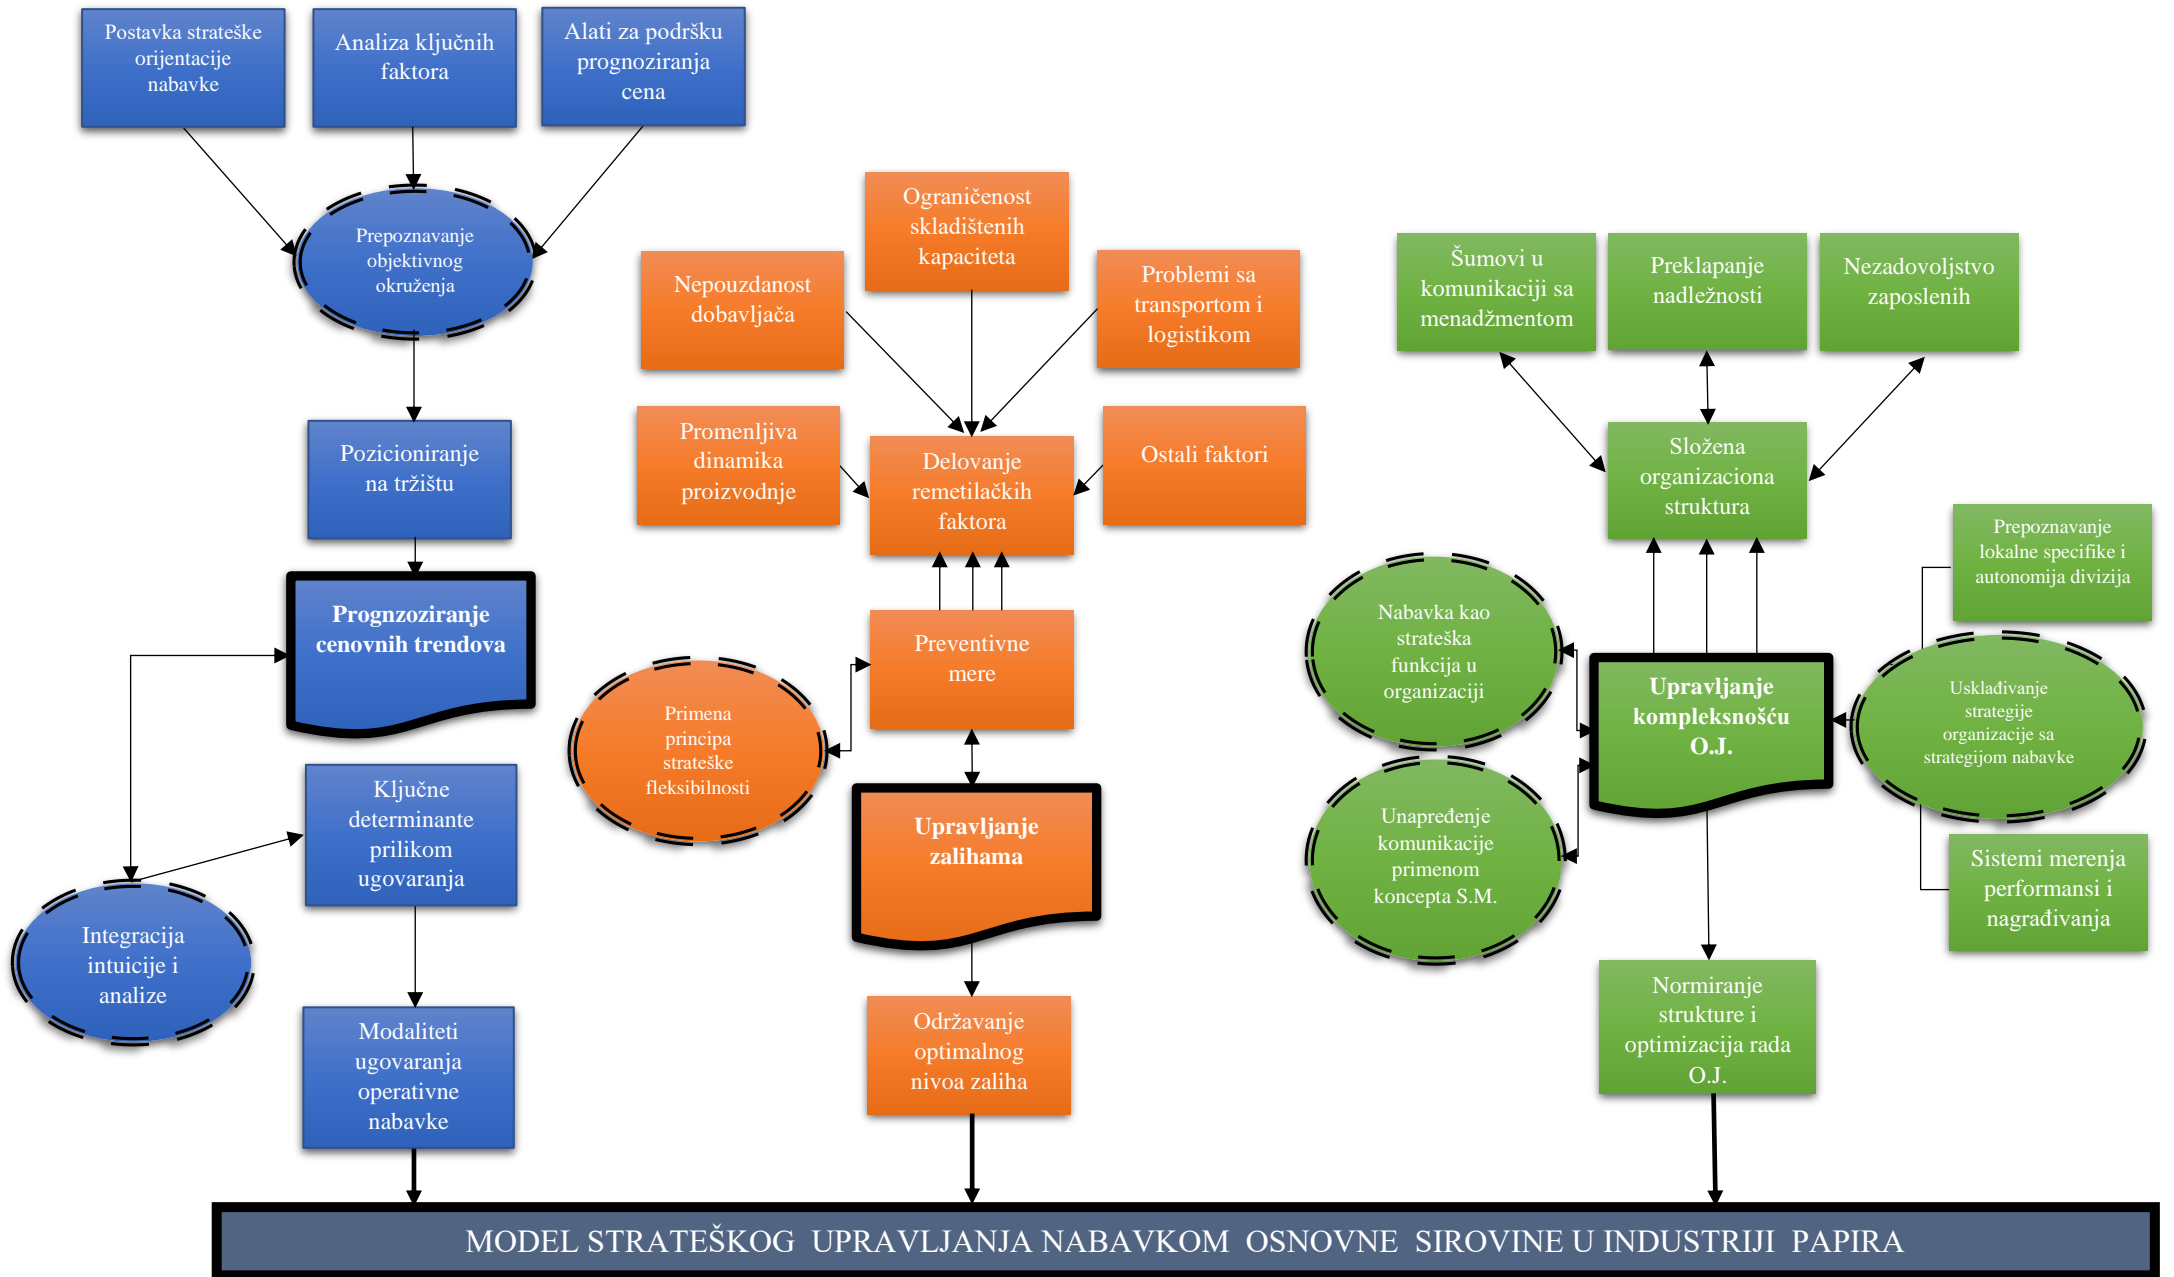 Postavka strateške
orijentacije
nabavke
Analiza ključnih
faktora
Alati za podršku
prognoziranja
cena
Prepoznavanje
objektivnog
okruženja
Pozicioniranje
na tržištu
Prognzoziranje
cenovnih trendova
Ključne
determinante
prilikom
ugovaranja
Integracija
intuicije i
analize
Modaliteti
ugovaranja
operativne
nabavke
Ograničenost
skladištenih
kapaciteta
Nepouzdanost
dobavljača
Problemi sa
transportom i
logistikom
Promenljiva
dinamika
proizvodnje
Delovanje
remetilačkih
faktora
Ostali faktori
Preventivne
mere
Primena
principa
strateške
fleksibilnosti
Upravljanje
zalihama
Održavanje
optimalnog
nivoa zaliha
Šumovi u
komunikaciji sa
menadžmentom
Preklapanje
nadležnosti
Nezadovoljstvo
zaposlenih
Složena
organizaciona
struktura
Prepoznavanje
lokalne specifike i
autonomija divizija
Nabavka kao
strateška
funkcija u
organizaciji
Upravljanje
kompleksnošću
O.J.
Usklađivanje
strategije
organizacije sa
strategijom nabavke
Unapređenje
komunikacije
primenom
koncepta S.M.
Sistemi merenja
performansi i
nagrađivanja
Normiranje
strukture i
optimizacija rada
O.J.
MODEL STRATEŠKOG UPRAVLJANJA NABAVKOM OSNOVNE SIROVINE U INDUSTRIJI PAPIRA